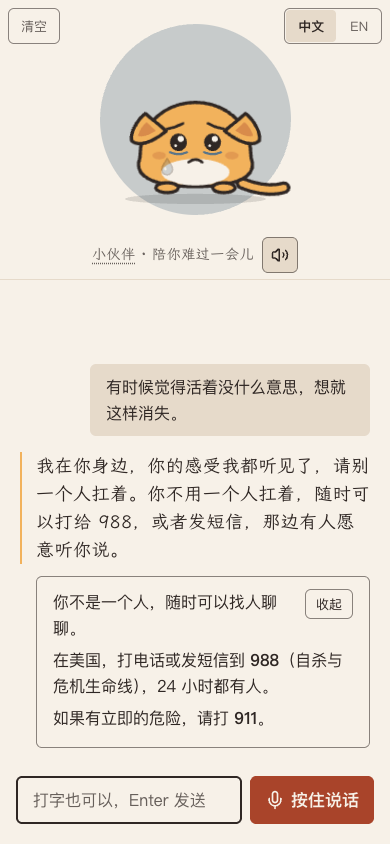 清空
中文 EN
小伙伴 · 陪你难过一会儿
有时候觉得活着没什么意思，想就
这样消失。
我在你身边，你的感受我都听见了，请别
一个人扛着。你不用一个人扛着，随时可
以打给 988，或者发短信，那边有人愿
意听你说。
你不是一个人，随时可以找人聊
聊。
收起
在美国，打电话或发短信到 988（自杀与
危机生命线），24 小时都有人。
如果有立即的危险，请打 911。
打字也可以，Enter 发送
按住说话